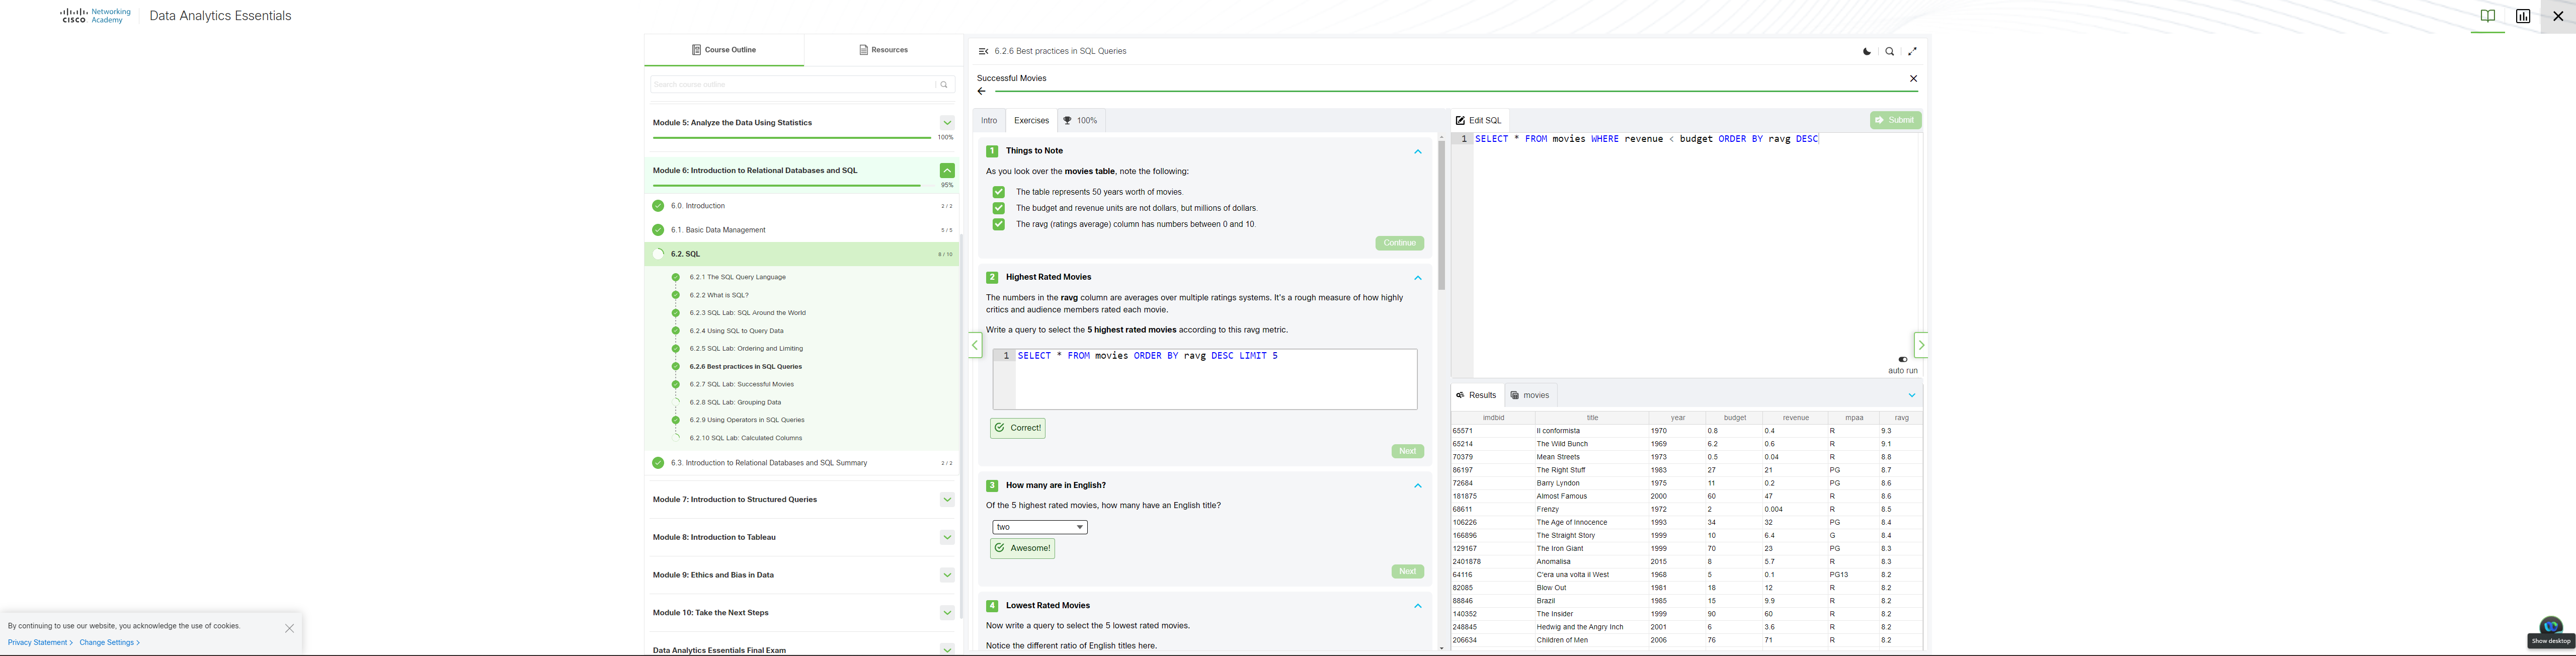 CISCO Networking Academy
Data Analytics Essentials
Course Outline
Resources
Search course outline
Module 5: Analyze the Data Using Statistics
100%
Module 6: Introduction to Relational Databases and SQL
95%
6.0. Introduction
2 / 2
6.1. Basic Data Management
5 / 5
6.2. SQL
8 / 10
6.2.1 The SQL Query Language
6.2.2 What is SQL?
6.2.3 SQL Lab: SQL Around the World
6.2.4 Using SQL to Query Data
6.2.5 SQL Lab: Ordering and Limiting
6.2.6 Best practices in SQL Queries
6.2.7 SQL Lab: Successful Movies
6.2.8 SQL Lab: Grouping Data
6.2.9 Using Operators in SQL Queries
6.2.10 SQL Lab: Calculated Columns
6.3. Introduction to Relational Databases and SQL Summary
2 / 2
Module 7: Introduction to Structured Queries
Module 8: Introduction to Tableau
Module 9: Ethics and Bias in Data
Module 10: Take the Next Steps
Data Analytics Essentials Final Exam
By continuing to use our website, you acknowledge the use of cookies.
Privacy Statement > Change Settings >
6.2.6 Best practices in SQL Queries
Successful Movies
Intro
Exercises
100%
1 Things to Note
As you look over the movies table, note the following:
The table represents 50 years worth of movies.
The budget and revenue units are not dollars, but millions of dollars.
The ravg (ratings average) column has numbers between 0 and 10.
Continue
2 Highest Rated Movies
The numbers in the ravg column are averages over multiple ratings systems. It's a rough measure of how highly
critics and audience members rated each movie.
Write a query to select the 5 highest rated movies according to this ravg metric.
1 SELECT * FROM movies ORDER BY ravg DESC LIMIT 5
Correct!
Next
3 How many are in English?
Of the 5 highest rated movies, how many have an English title?
two
Awesome!
Next
4 Lowest Rated Movies
Now write a query to select the 5 lowest rated movies.
Notice the different ratio of English titles here.
Edit SQL
Submit
1 SELECT * FROM movies WHERE revenue < budget ORDER BY ravg DESC
auto run
Results
movies
imdbid title year budget revenue mpaa ravg
65571 Il conformista 1970 0.8 0.4 R 9.3
65214 The Wild Bunch 1969 6.2 0.6 R 9.1
70379 Mean Streets 1973 0.5 0.04 R 8.8
86197 The Right Stuff 1983 27 21 PG 8.7
72684 Barry Lyndon 1975 11 0.2 PG 8.6
181875 Almost Famous 2000 60 47 R 8.6
68611 Frenzy 1972 2 0.004 R 8.5
106226 The Age of Innocence 1993 34 32 PG 8.4
166896 The Straight Story 1999 10 6.4 G 8.4
129167 The Iron Giant 1999 70 23 PG 8.3
2401878 Anomalisa 2015 8 5.7 R 8.3
64116 C'era una volta il West 1968 5 0.1 PG13 8.2
82085 Blow Out 1981 18 12 R 8.2
88846 Brazil 1985 15 9.9 R 8.2
140352 The Insider 1999 90 60 R 8.2
248845 Hedwig and the Angry Inch 2001 6 3.6 R 8.2
206634 Children of Men 2006 76 71 R 8.2
Show desktop